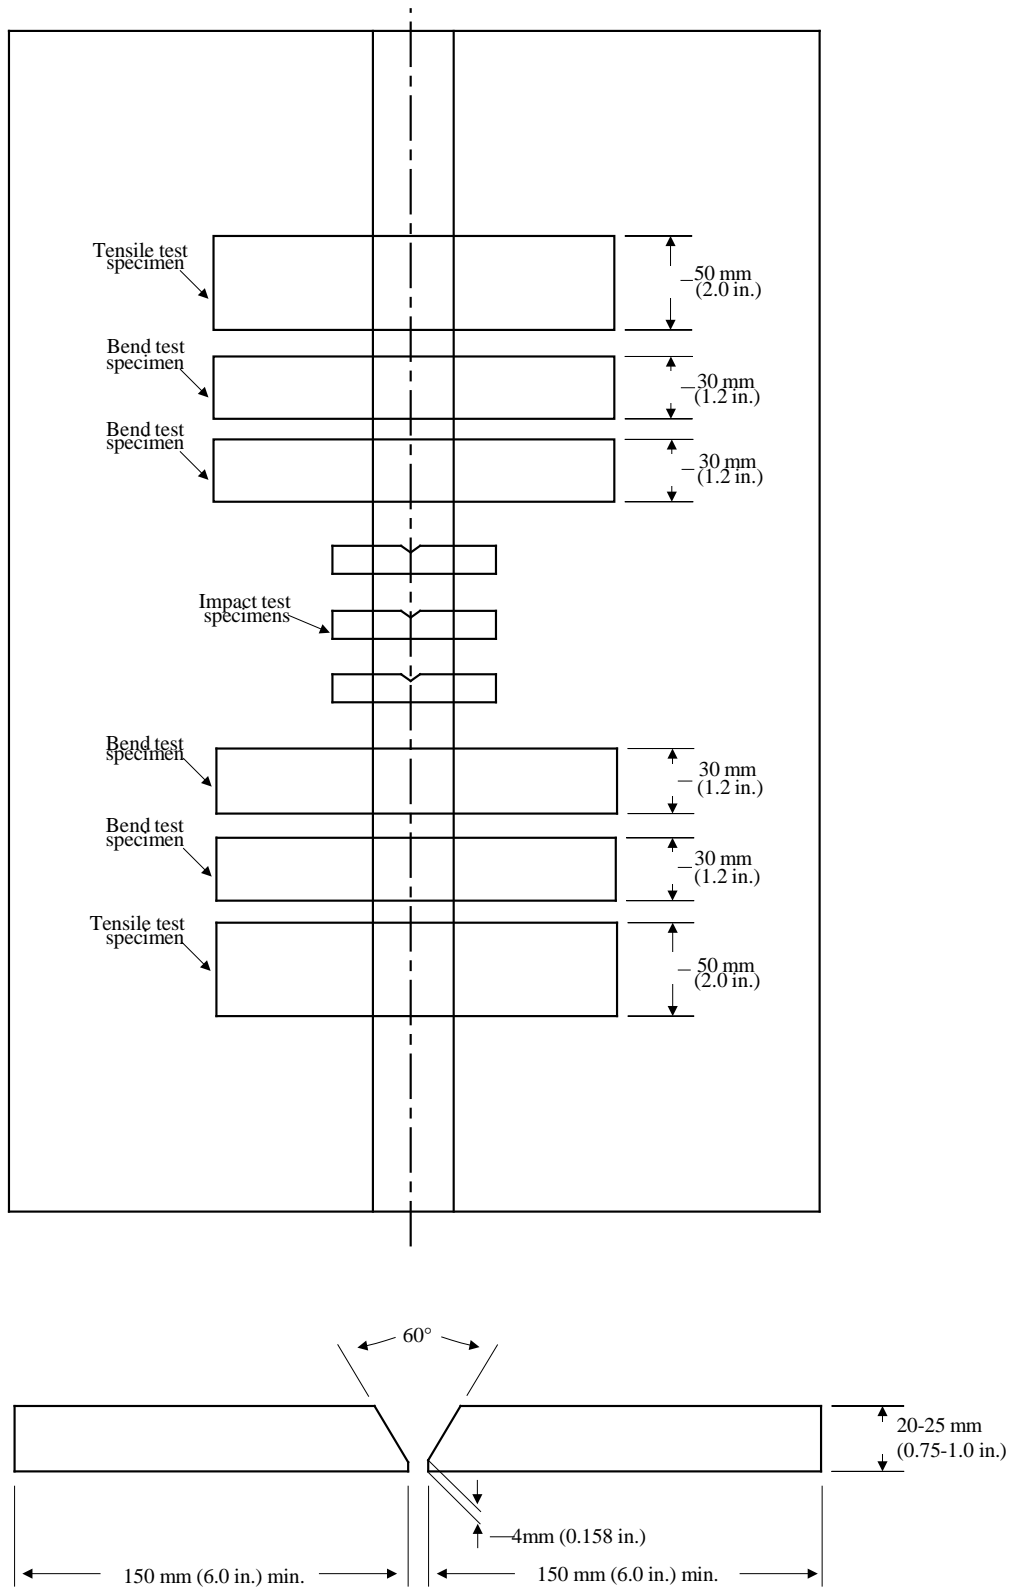 Tensile test
specimen
50 mm
(2.0 in.)
Bend test
specimen
30 mm
(1.2 in.)
Bend test
specimen
30 mm
(1.2 in.)
Impact test
specimens
Bend test
specimen
30 mm
(1.2 in.)
Bend test
specimen
30 mm
(1.2 in.)
Tensile test
specimen
50 mm
(2.0 in.)
60°
20-25 mm
(0.75-1.0 in.)
4mm (0.158 in.)
150 mm (6.0 in.) min.
150 mm (6.0 in.) min.